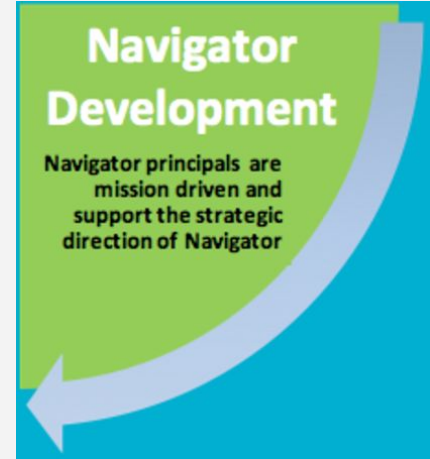 Navigator
Development
Navigator principals are
mission driven and
support the strategic
direction of Navigator